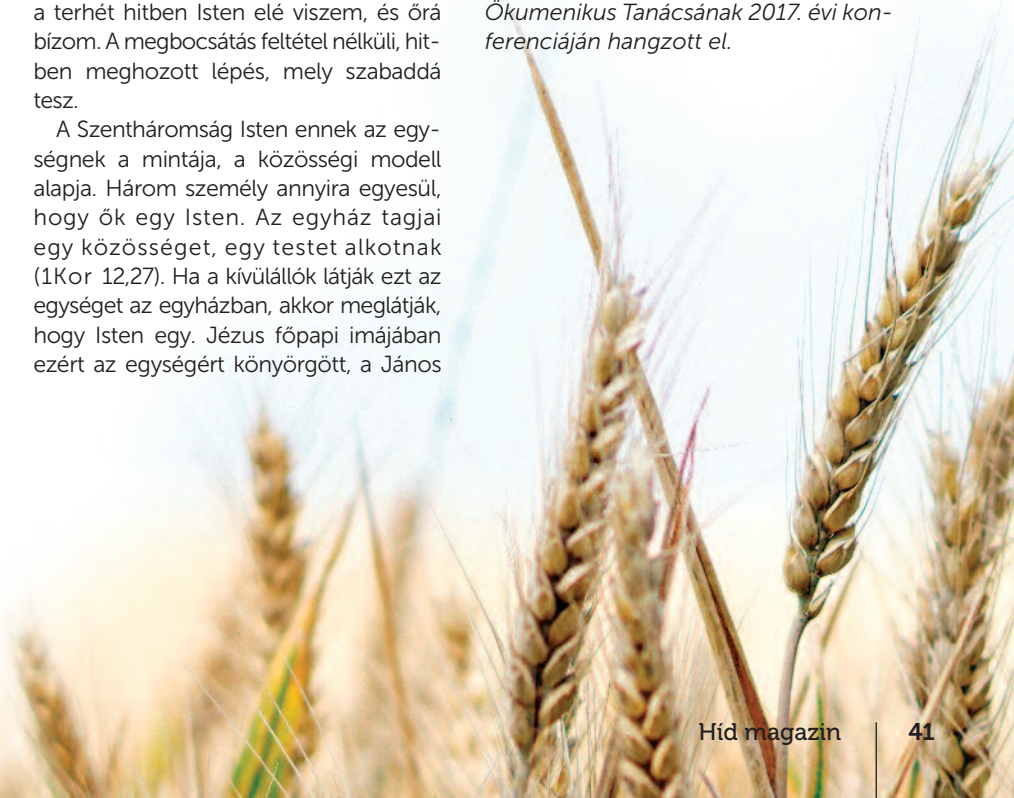 a terhét hitben Isten elé viszem, és őrá
bízom. A megbocsátás feltétel nélküli, hit-
ben meghozott lépés, mely szabaddá
tesz.
A Szentháromság Isten ennek az egy-
ségnek a mintája, a közösségi modell
alapja. Három személy annyira egyesül,
hogy ők egy Isten. Az egyház tagjai
egy közösséget, egy testet alkotnak
(1Kor 12,27). Ha a kívülállók látják ezt az
egységet az egyházban, akkor meglátják,
hogy Isten egy. Jézus főpapi imájában
ezért az egységért könyörgött, a János
Ökumenikus Tanácsának 2017. évi kon-
ferenciáján hangzott el.
Híd magazin 41